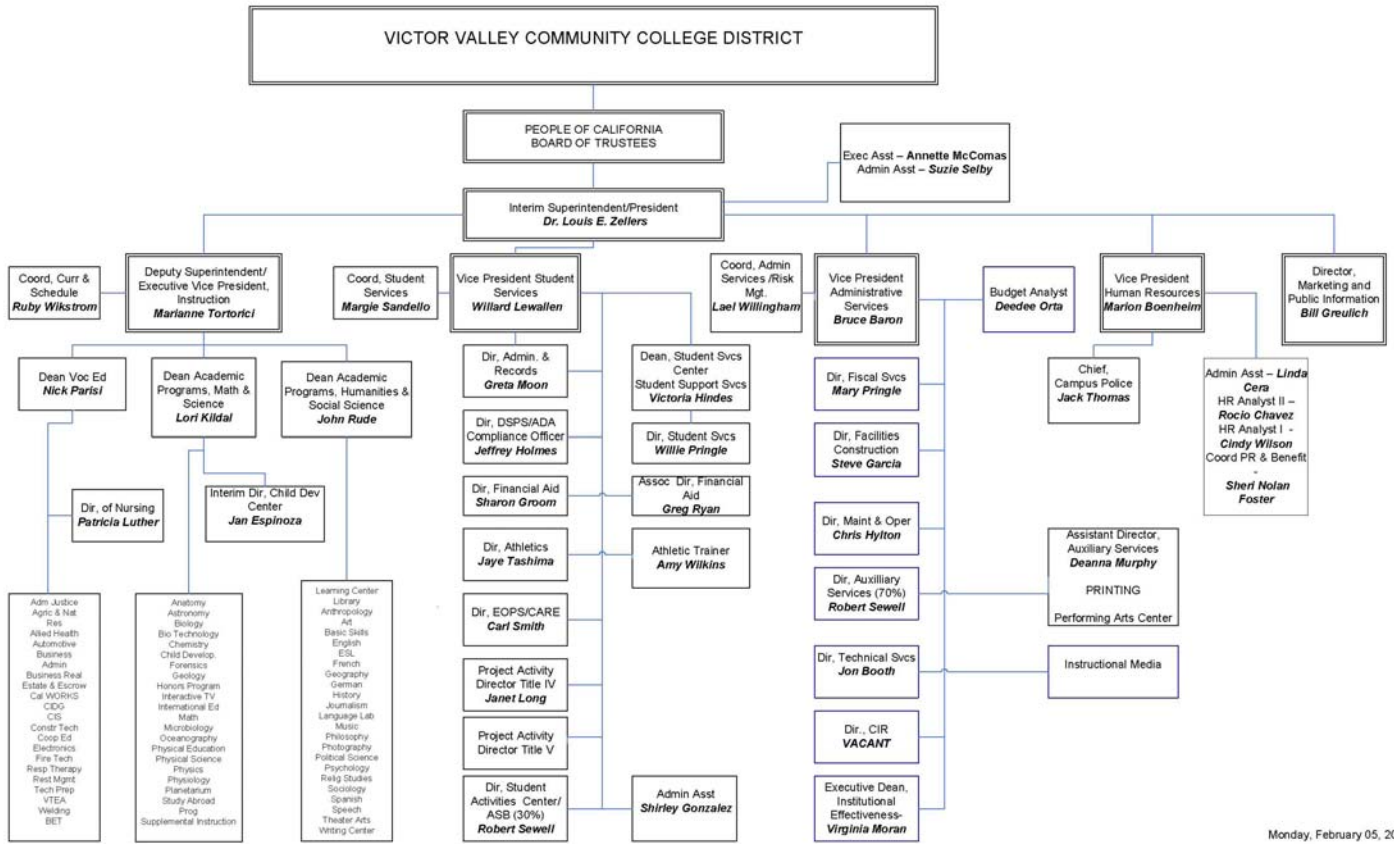 VICTOR VALLEY COMMUNITY COLLEGE DISTRICT
PEOPLE OF CALIFORNIA
BOARD OF TRUSTEES
Exec Asst – Annette McComas
Admin Asst – Suzie Selby
Interim Superintendent/President
Dr. Louis E. Zellers
Coord, Curr &
Schedule
Ruby Wikstrom
Deputy Superintendent/
Executive Vice President,
Instruction
Marianne Tortorici
Coord, Student
Services
Margie Sandello
Vice President Student
Services
Willard Lewallen
Coord, Admin
Services /Risk
Mgt.
Lael Willingham
Vice President
Administrative
Services
Bruce Baron
Budget Analyst
Deedee Orta
Vice President
Human Resources
Marion Boenheim
Director,
Marketing and
Public Information
Bill Greulich
Dean Voc Ed
Nick Parisi
Dean Academic
Programs, Math &
Science
Lori Kildal
Dean Academic
Programs, Humanities &
Social Science
John Rude
Dir, Admin. &
Records
Greta Moon
Dean, Student Svcs
Center
Student Support Svcs
Victoria Hindes
Dir, Fiscal Svcs
Mary Pringle
Chief,
Campus Police
Jack Thomas
Admin Asst – Linda
Cera
HR Analyst II –
Rocio Chavez
HR Analyst I -
Cindy Wilson
Coord PR & Benefit
-
Sheri Nolan
Foster
Dir, DSPS/ADA
Compliance Officer
Jeffrey Holmes
Dir, Student Svcs
Willie Pringle
Dir, Facilities
Construction
Steve Garcia
Dir, of Nursing
Patricia Luther
Interim Dir, Child Dev
Center
Jan Espinoza
Dir, Financial Aid
Sharon Groom
Assoc Dir, Financial
Aid
Greg Ryan
Dir, Maint & Oper
Chris Hylton
Dir, Athletics
Jaye Tashima
Athletic Trainer
Amy Wilkins
Dir, Auxilliary
Services (70%)
Robert Sewell
Assistant Director,
Auxiliary Services
Deanna Murphy
PRINTING
Performing Arts Center
Dir, EOPS/CARE
Carl Smith
Project Activity
Director Title IV
Janet Long
Dir, Technical Svcs
Jon Booth
Instructional Media
Project Activity
Director Title V
Dir., CIR
VACANT
Dir, Student
Activities Center/
ASB (30%)
Robert Sewell
Admin Asst
Shirley Gonzalez
Executive Dean,
Institutional
Effectiveness-
Virginia Moran
Adm Justice
Agric & Nat
Res
Allied Health
Automotive
Business
Admin
Business Real
Estate & Escrow
Cal WORKS
CIDG
CIS
Constr Tech
Coop Ed
Electronics
Fire Tech
Resp Therapy
Rest Mgmt
Tech Prep
VTEA
Welding
BET
Anatomy
Astronomy
Biology
Bio Technology
Chemistry
Child Develop.
Forensics
Geology
Honors Program
Interactive TV
International Ed
Math
Microbiology
Oceanography
Physical Education
Physical Science
Physics
Physiology
Planetarium
Study Abroad
Prog
Supplemental Instruction
Learning Center
Library
Anthropology
Art
Basic Skills
English
ESL
French
Geography
German
History
Journalism
Language Lab
Music
Philosophy
Photography
Political Science
Psychology
Relig Studies
Sociology
Spanish
Speech
Theater Arts
Writing Center
Monday, February 05, 20